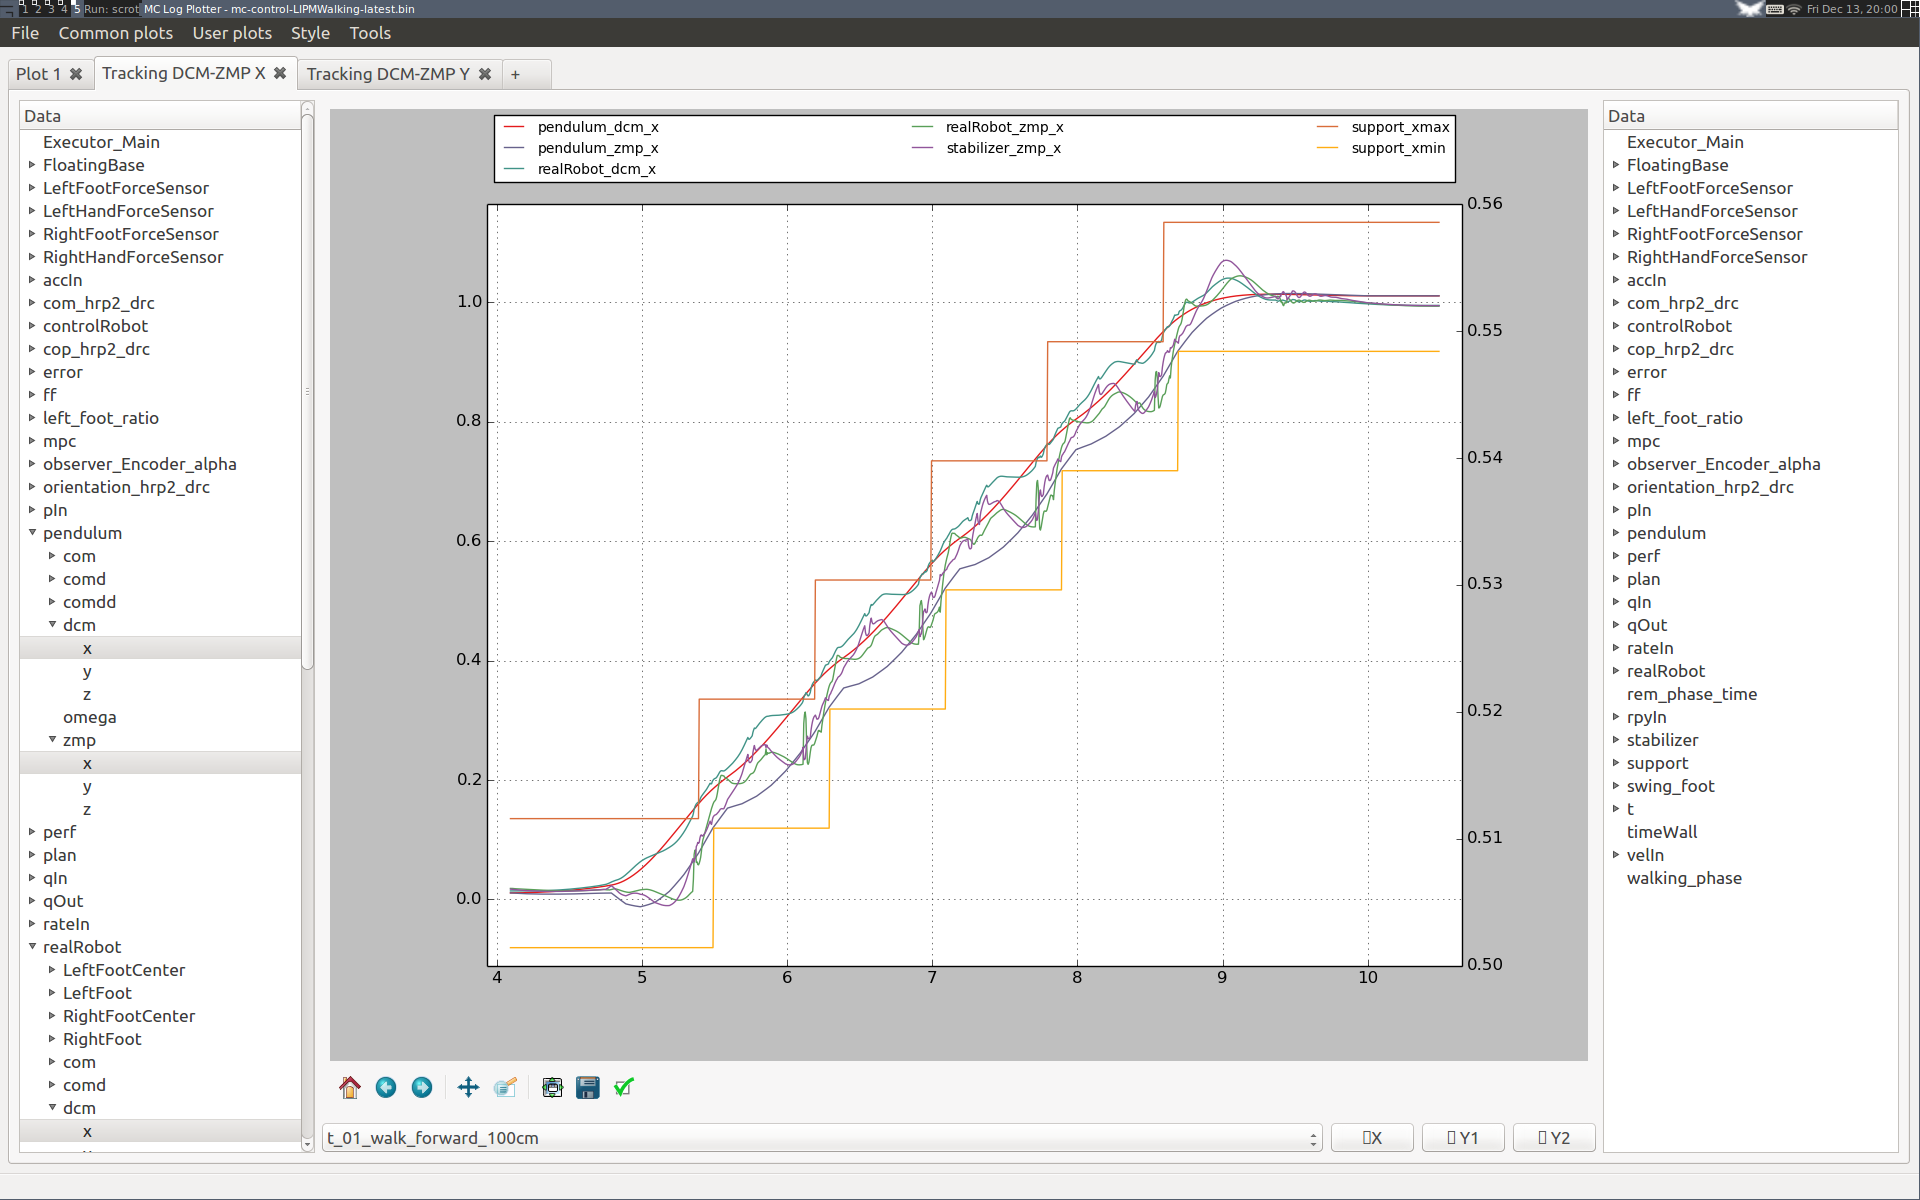 1 2 3 4 5 Run: scrot MC Log Plotter - mc-control-LIPMWalking-latest.bin Fri Dec 13, 20:00
File Common plots User plots Style Tools
Plot 1 Tracking DCM-ZMP X Tracking DCM-ZMP Y +
Data
Executor_Main
FloatingBase
LeftFootForceSensor
LeftHandForceSensor
RightFootForceSensor
RightHandForceSensor
accIn
com_hrp2_drc
controlRobot
cop_hrp2_drc
error
ff
left_foot_ratio
mpc
observer_Encoder_alpha
orientation_hrp2_drc
pIn
pendulum
com
comd
comdd
dcm
x
y
z
omega
zmp
x
y
z
perf
plan
qIn
qOut
rateIn
realRobot
LeftFootCenter
LeftFoot
RightFootCenter
RightFoot
com
comd
dcm
x
pendulum_dcm_x realRobot_zmp_x support_xmax
pendulum_zmp_x stabilizer_zmp_x support_xmin
realRobot_dcm_x
0.56
1.0
0.55
0.8
0.54
0.6
0.53
0.4
0.52
0.2
0.51
0.0
0.50
4 5 6 7 8 9 10
t_01_walk_forward_100cm X Y1 Y2
Data
Executor_Main
FloatingBase
LeftFootForceSensor
LeftHandForceSensor
RightFootForceSensor
RightHandForceSensor
accIn
com_hrp2_drc
controlRobot
cop_hrp2_drc
error
ff
left_foot_ratio
mpc
observer_Encoder_alpha
orientation_hrp2_drc
pIn
pendulum
perf
plan
qIn
qOut
rateIn
realRobot
rem_phase_time
rpyIn
stabilizer
support
swing_foot
t
timeWall
velIn
walking_phase